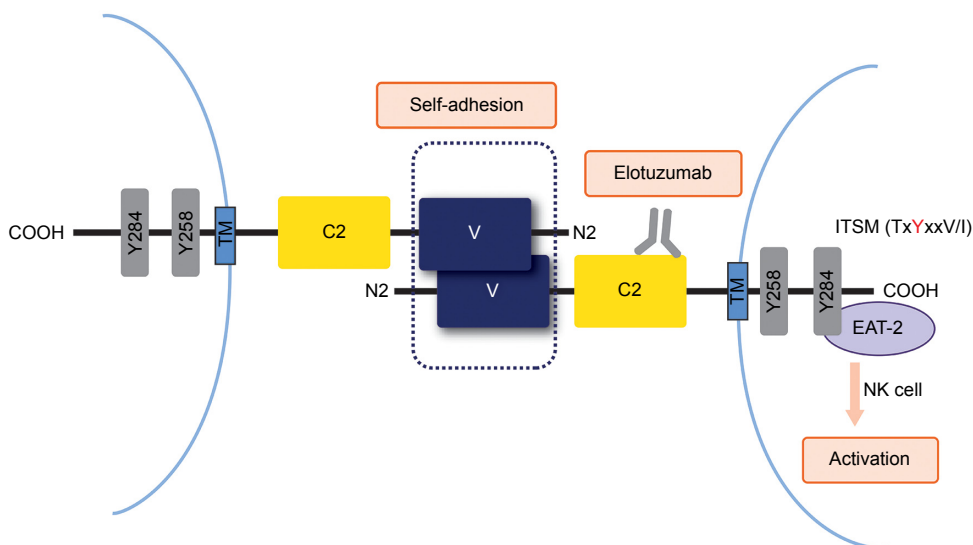 Self-adhesion
Elotuzumab
COOH
Y284
Y258
TM
C2
V
N2
ITSM (TxYxxV/I)
N2
V
C2
TM
Y258
Y284
COOH
EAT-2
NK cell
Activation